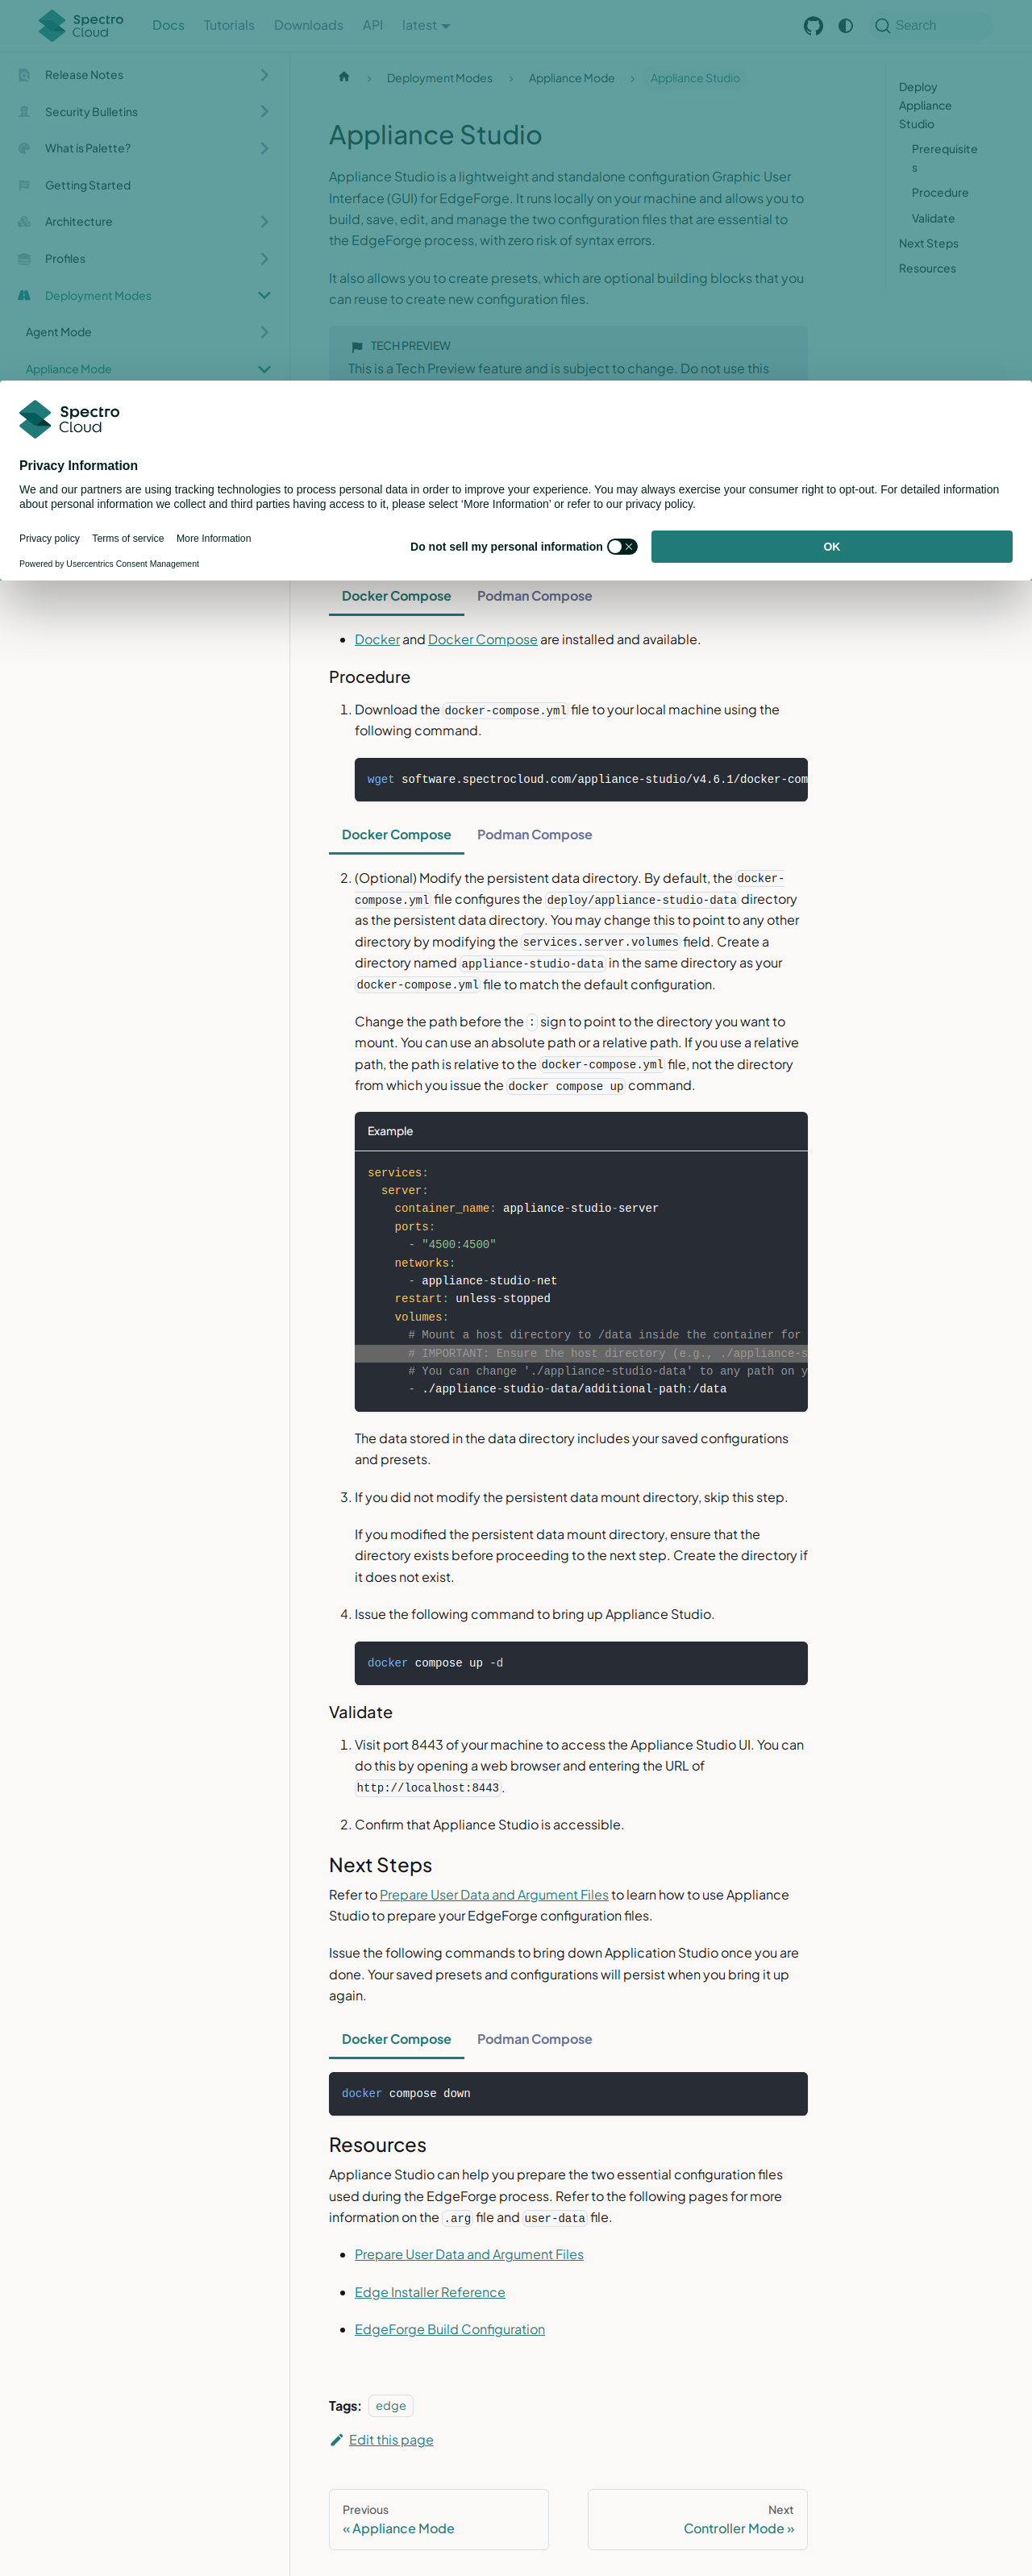 Spectro Cloud
Docs
Tutorials
Downloads
API
latest
Search
Release Notes
Security Bulletins
What is Palette?
Getting Started
Architecture
Profiles
Deployment Modes
Agent Mode
Appliance Mode
Deployment Modes
Appliance Mode
Appliance Studio
Appliance Studio
Appliance Studio is a lightweight and standalone configuration Graphic User
Interface (GUI) for EdgeForge. It runs locally on your machine and allows you to
build, save, edit, and manage the two configuration files that are essential to
the EdgeForge process, with zero risk of syntax errors.
It also allows you to create presets, which are optional building blocks that you
can reuse to create new configuration files.
TECH PREVIEW
This is a Tech Preview feature and is subject to change. Do not use this
Deploy
Appliance
Studio
Prerequisite
s
Procedure
Validate
Next Steps
Resources
Spectro
Cloud
Privacy Information
We and our partners are using tracking technologies to process personal data in order to improve your experience. You may always exercise your consumer right to opt-out. For detailed information
about personal information we collect and third parties having access to it, please select 'More Information' or refer to our privacy policy.
Privacy policy
Terms of service
More Information
Powered by Usercentrics Consent Management
Do not sell my personal information
OK
Docker Compose
Podman Compose
• Docker and Docker Compose are installed and available.
Procedure
1. Download the docker-compose.yml file to your local machine using the
following command.
wget software.spectrocloud.com/appliance-studio/v4.6.1/docker-com
Docker Compose
Podman Compose
2. (Optional) Modify the persistent data directory. By default, the docker-
compose.yml file configures the deploy/appliance-studio-data directory
as the persistent data directory. You may change this to point to any other
directory by modifying the services.server.volumes field. Create a
directory named appliance-studio-data in the same directory as your
docker-compose.yml file to match the default configuration.
Change the path before the : sign to point to the directory you want to
mount. You can use an absolute path or a relative path. If you use a relative
path, the path is relative to the docker-compose.yml file, not the directory
from which you issue the docker compose up command.
Example
services:
server:
container_name: appliance-studio-server
ports:
- "4500:4500"
networks:
- appliance-studio-net
restart: unless-stopped
volumes:
# Mount a host directory to /data inside the container for
# IMPORTANT: Ensure the host directory (e.g., ./appliance-s
# You can change './appliance-studio-data' to any path on y
- ./appliance-studio-data/additional-path:/data
The data stored in the data directory includes your saved configurations
and presets.
3. If you did not modify the persistent data mount directory, skip this step.
If you modified the persistent data mount directory, ensure that the
directory exists before proceeding to the next step. Create the directory if
it does not exist.
4. Issue the following command to bring up Appliance Studio.
docker compose up -d
Validate
1. Visit port 8443 of your machine to access the Appliance Studio UI. You can
do this by opening a web browser and entering the URL of
http://localhost:8443.
2. Confirm that Appliance Studio is accessible.
Next Steps
Refer to Prepare User Data and Argument Files to learn how to use Appliance
Studio to prepare your EdgeForge configuration files.
Issue the following commands to bring down Application Studio once you are
done. Your saved presets and configurations will persist when you bring it up
again.
Docker Compose
Podman Compose
docker compose down
Resources
Appliance Studio can help you prepare the two essential configuration files
used during the EdgeForge process. Refer to the following pages for more
information on the .arg file and user-data file.
• Prepare User Data and Argument Files
• Edge Installer Reference
• EdgeForge Build Configuration
Tags: edge
Edit this page
Previous
« Appliance Mode
Next
Controller Mode »